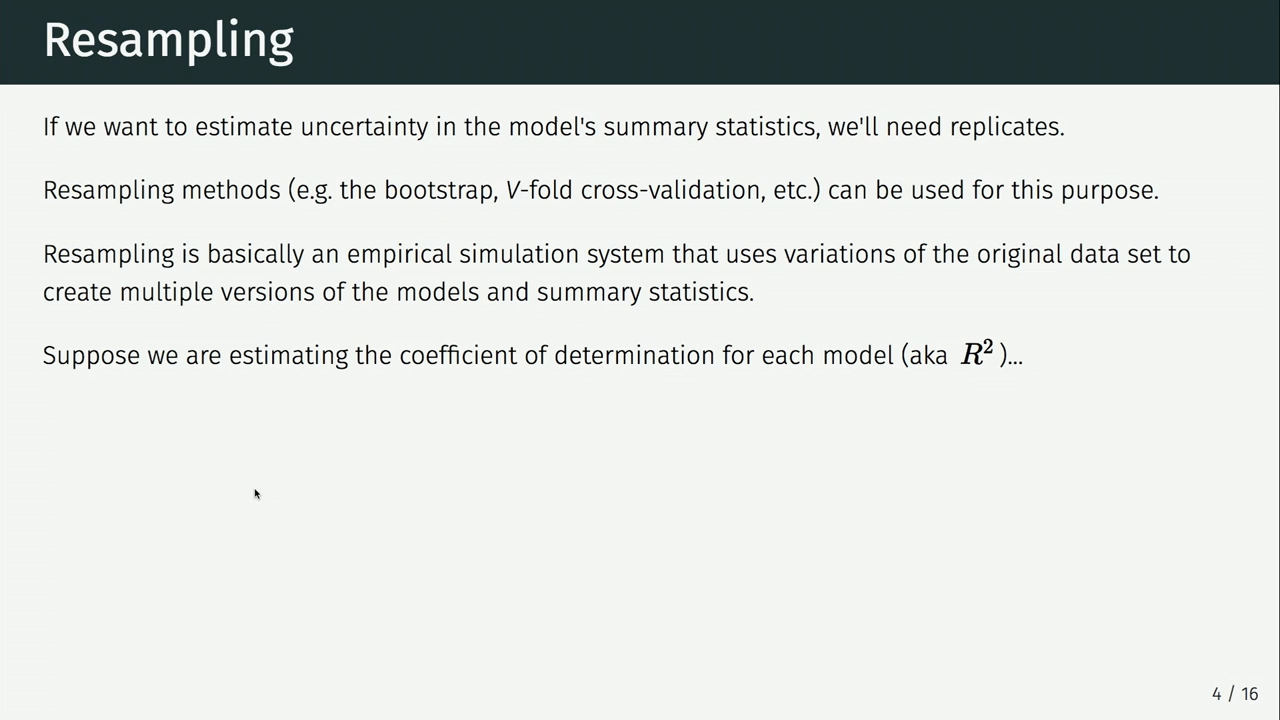 Resampling
If we want to estimate uncertainty in the model's summary statistics, we'll need replicates.
Resampling methods (e.g. the bootstrap, V-fold cross-validation, etc.) can be used for this purpose.
Resampling is basically an empirical simulation system that uses variations of the original data set to
create multiple versions of the models and summary statistics.
Suppose we are estimating the coefficient of determination for each model (aka R²)...
4 / 16